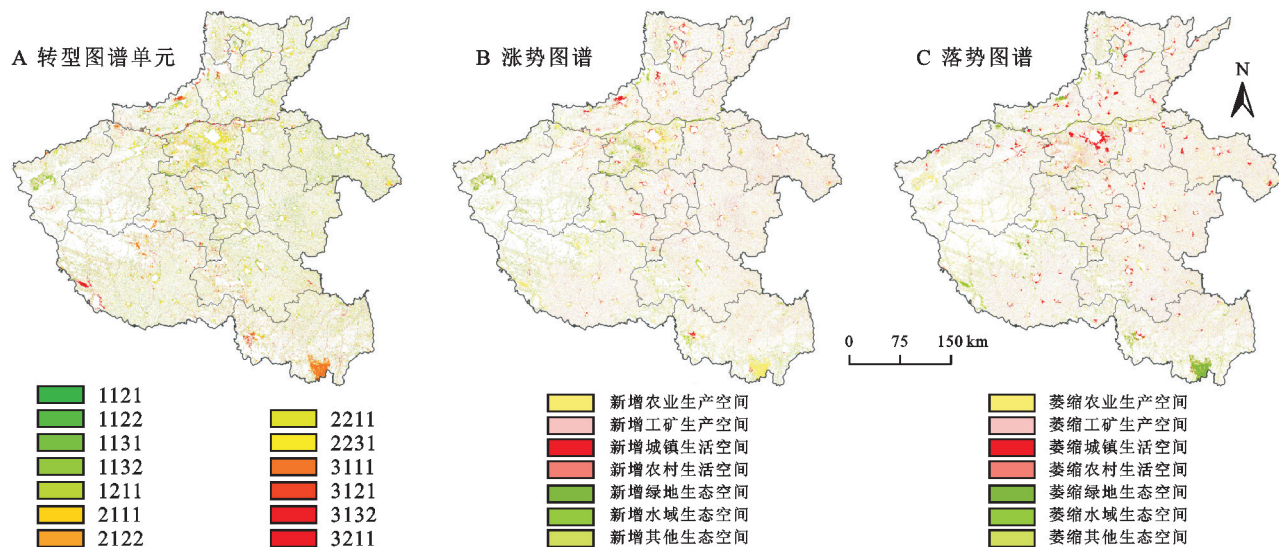 A 转型图谱单元
B 涨势图谱
C 落势图谱
N
0 75 150 km
1121
1122
1131
1132
1211
2111
2122
2211
2231
3111
3121
3132
3211
新增农业生产空间
新增工矿生产空间
新增城镇生活空间
新增农村生活空间
新增绿地生态空间
新增水域生态空间
新增其他生态空间
萎缩农业生产空间
萎缩工矿生产空间
萎缩城镇生活空间
萎缩农村生活空间
萎缩绿地生态空间
萎缩水域生态空间
萎缩其他生态空间